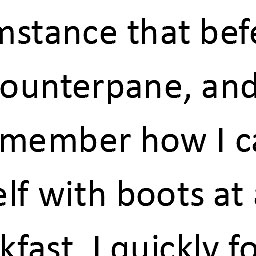 mstance that befe
ounterpane, and
member how I ca
elf with boots at a
kfast, I quickly fo